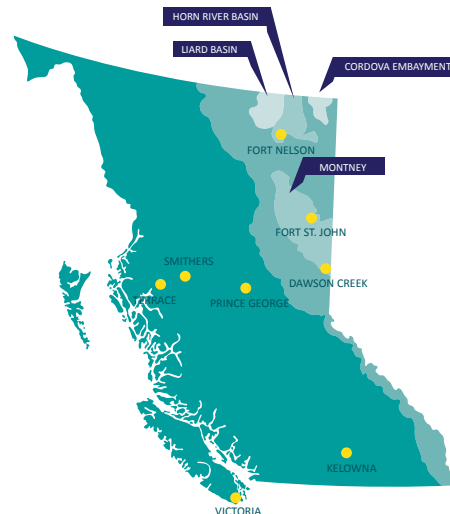 HORN RIVER BASIN
LIARD BASIN
CORDOVA EMBAYMENT
FORT NELSON
MONTNEY
FORT ST. JOHN
SMITHERS
DAWSON CREEK
TERRACE
PRINCE GEORGE
KELOWNA
VICTORIA